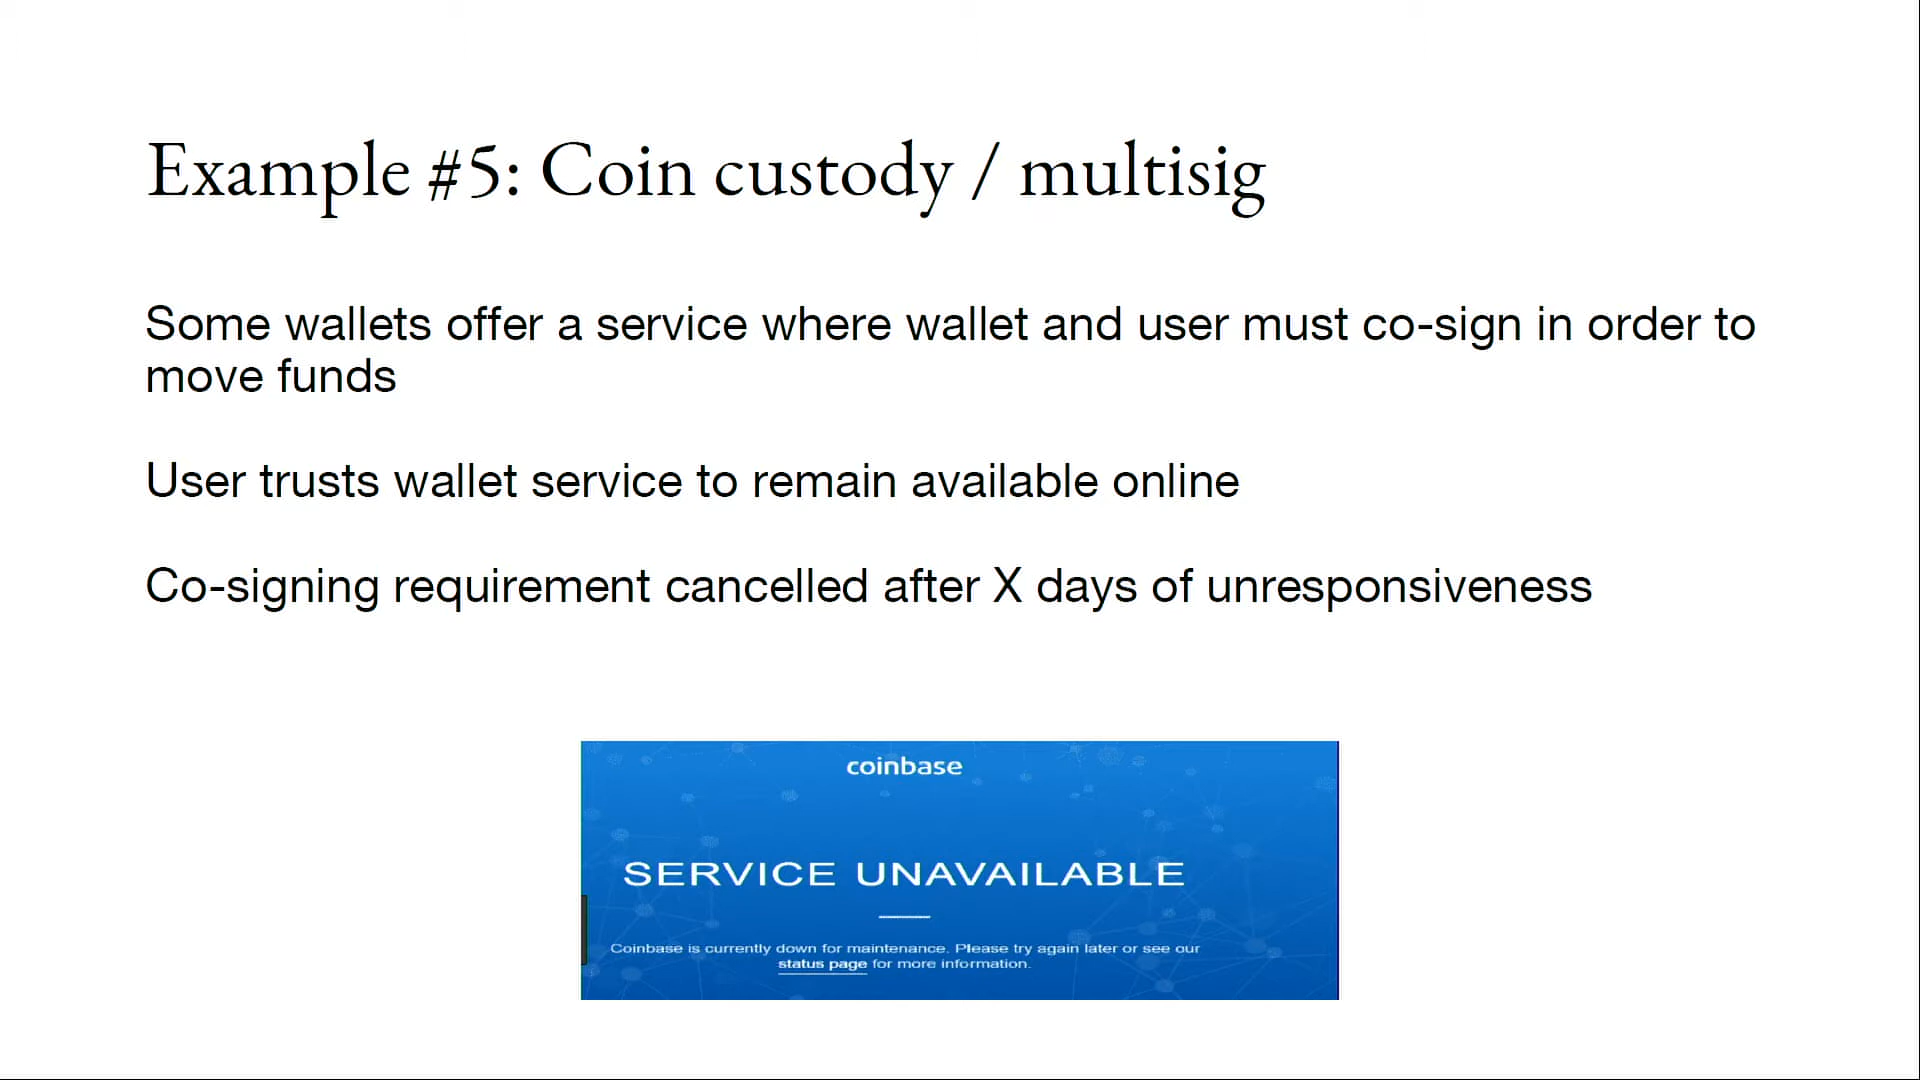 Example #5: Coin custody / multisig
Some wallets offer a service where wallet and user must co-sign in order to
move funds
User trusts wallet service to remain available online
Co-signing requirement cancelled after X days of unresponsiveness
coinbase
SERVICE UNAVAILABLE
Coinbase is currently down for maintenance. Please try again later or see our
status page for more information.